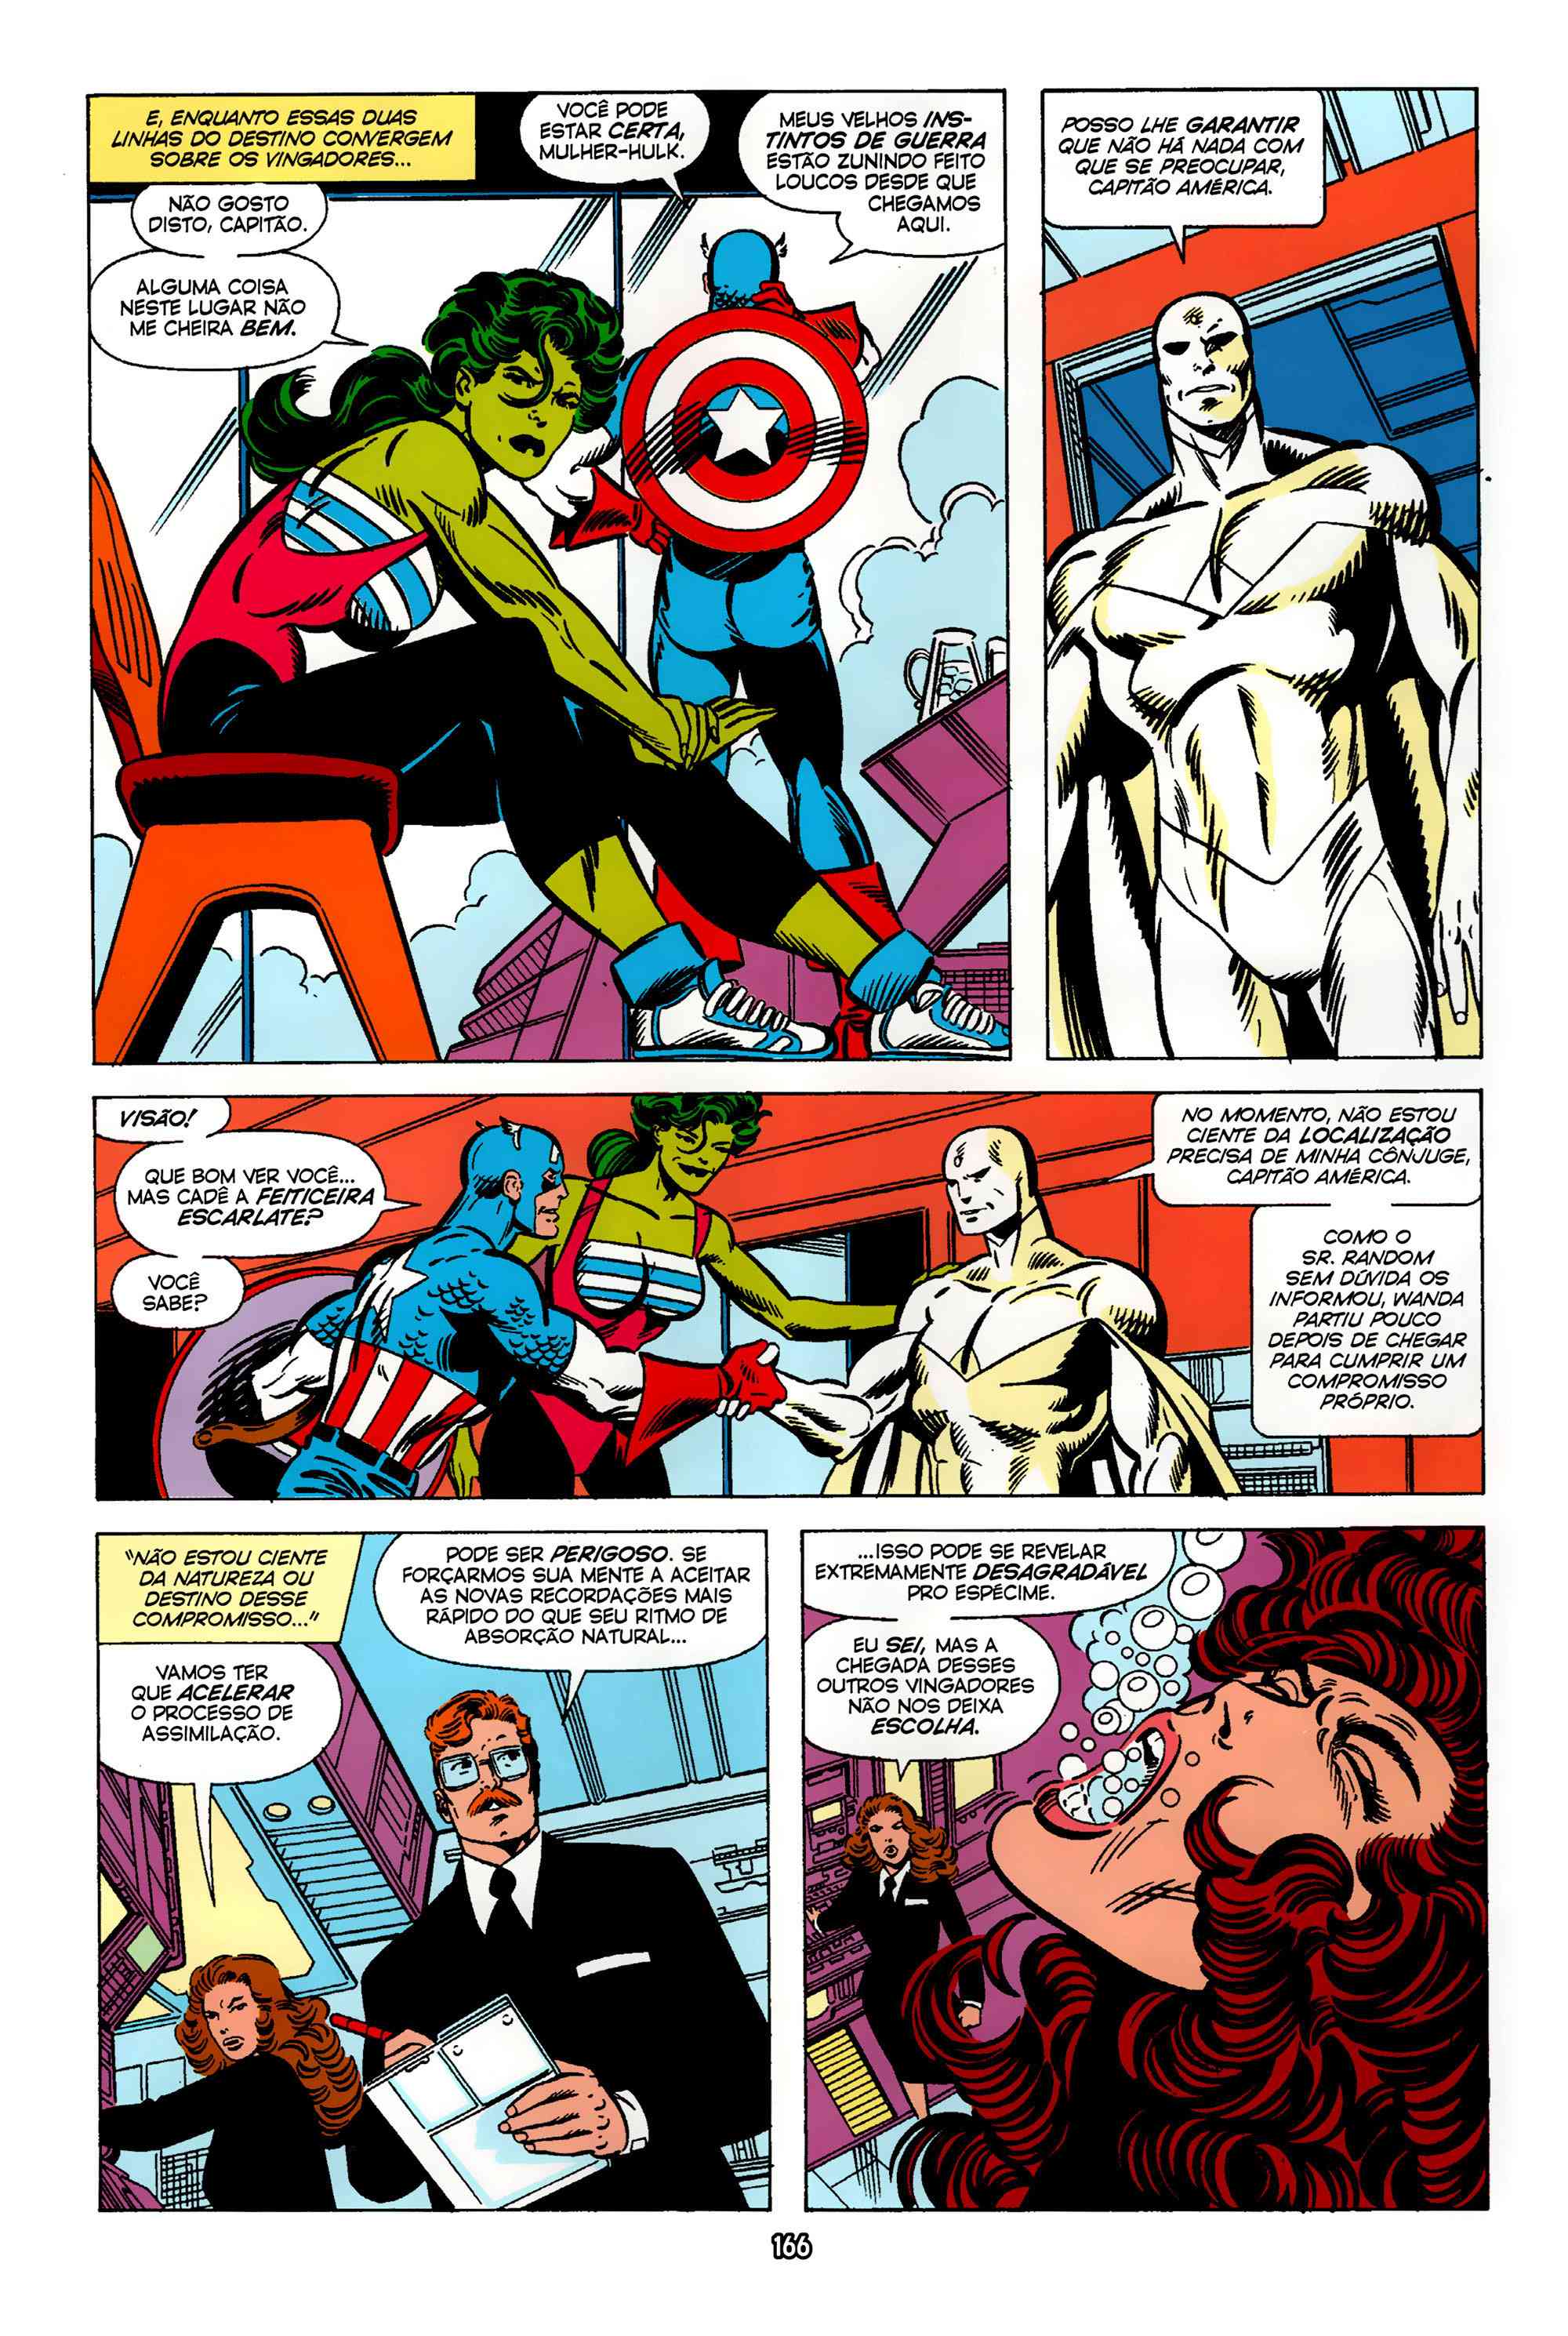 E, ENQUANTO ESSAS DUAS
LINHAS DO DESTINO CONVERGEM
SOBRE OS VINGADORES...
NÃO GOSTO
DISTO, CAPITÃO.
ALGUMA COISA
NESTE LUGAR NÃO
ME CHEIRA BEM.
VOCÊ PODE
ESTAR CERTA,
MULHER-HULK.
MEUS VELHOS INS-
TINTOS DE GUERRA
ESTÃO ZUNINDO FEITO
LOUCOS DESDE QUE
CHEGAMOS
AQUI.
POSSO LHE GARANTIR
QUE NÃO HÁ NADA COM
QUE SE PREOCUPAR,
CAPITÃO AMÉRICA.
VISÃO!
QUE BOM VER VOCÊ...
MAS CADÊ A FEITICEIRA
ESCARLATE?
VOCÊ
SABE?
NO MOMENTO, NÃO ESTOU
CIENTE DA LOCALIZAÇÃO
PRECISA DE MINHA CÔNJUGE,
CAPITÃO AMÉRICA.
COMO O
SR. RANDOM
SEM DÚVIDA OS
INFORMOU, WANDA
PARTIU POUCO
DEPOIS DE CHEGAR
PARA CUMPRIR UM
COMPROMISSO
PRÓPRIO.
"NÃO ESTOU CIENTE
DA NATUREZA OU
DESTINO DESSE
COMPROMISSO..."
VAMOS TER
QUE ACELERAR
O PROCESSO DE
ASSIMILAÇÃO.
PODE SER PERIGOSO. SE
FORÇARMOS SUA MENTE A ACEITAR
AS NOVAS RECORDAÇÕES MAIS
RÁPIDO DO QUE SEU RITMO DE
ABSORÇÃO NATURAL...
...ISSO PODE SE REVELAR
EXTREMAMENTE DESAGRADÁVEL
PRO ESPÉCIME.
EU SEI, MAS A
CHEGADA DESSES
OUTROS VINGADORES
NÃO NOS DEIXA
ESCOLHA.
166